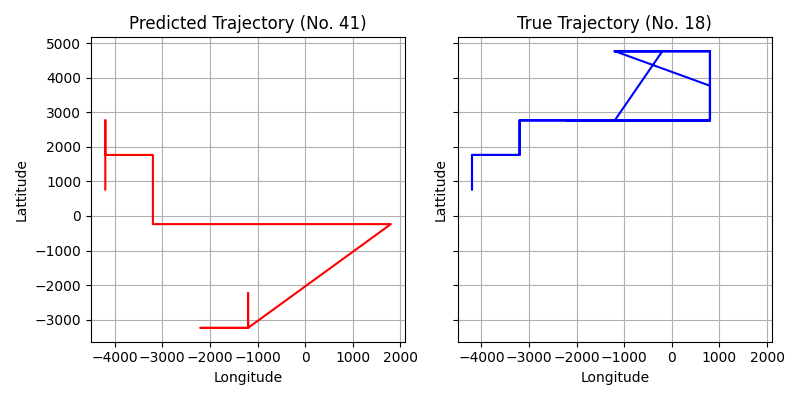 Predicted Trajectory (No. 41)
True Trajectory (No. 18)
Lattitude
5000
4000
3000
2000
1000
0
−1000
−2000
−3000
−4000 −3000 −2000 −1000 0 1000 2000
Longitude
Lattitude
−4000 −3000 −2000 −1000 0 1000 2000
Longitude